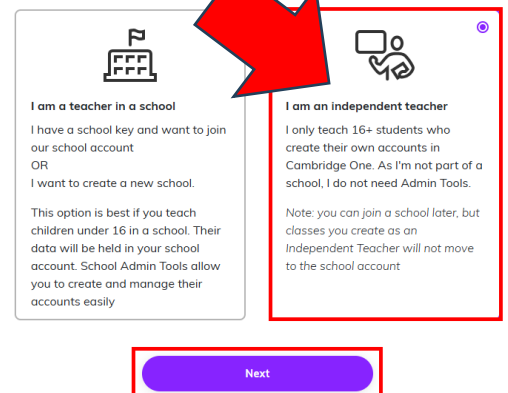 I am a teacher in a school
I have a school key and want to join
our school account
OR
I want to create a new school.
This option is best if you teach
children under 16 in a school. Their
data will be held in your school
account. School Admin Tools allow
you to create and manage their
accounts easily
I am an independent teacher
I only teach 16+ students who
create their own accounts in
Cambridge One. As I'm not part of a
school, I do not need Admin Tools.
Note: you can join a school later, but
classes you create as an
Independent Teacher will not move
to the school account
Next